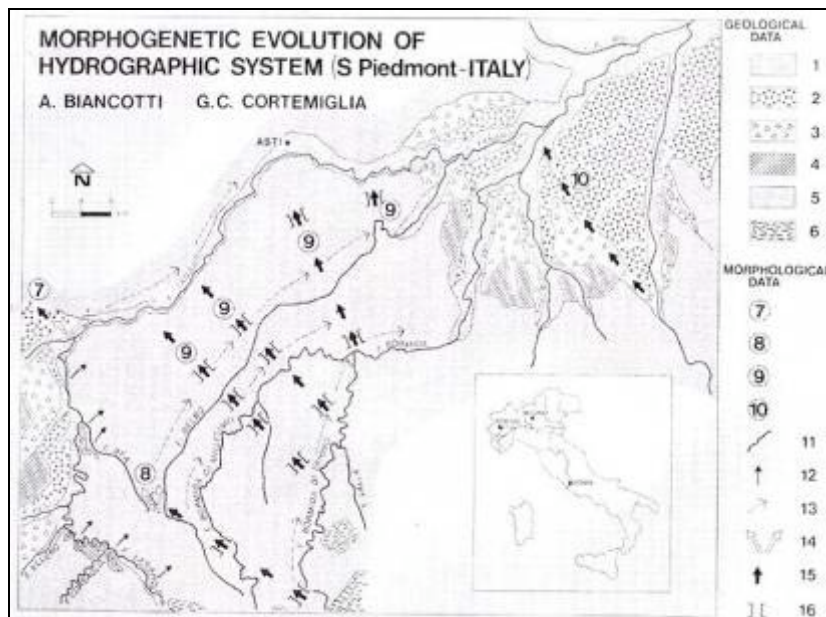 MORPHOGENETIC EVOLUTION OF
HYDROGRAPHIC SYSTEM (S Piedmont-ITALY)
A. BIANCOTTI G.C. CORTEMIGLIA
ASTI
N
7
8
9
9
9
9
10
T. BELBO
GEOLOGICAL
DATA
1
2
3
4
5
6
MORPHOLOGICAL
DATA
7
8
9
10
11
12
13
14
15
16